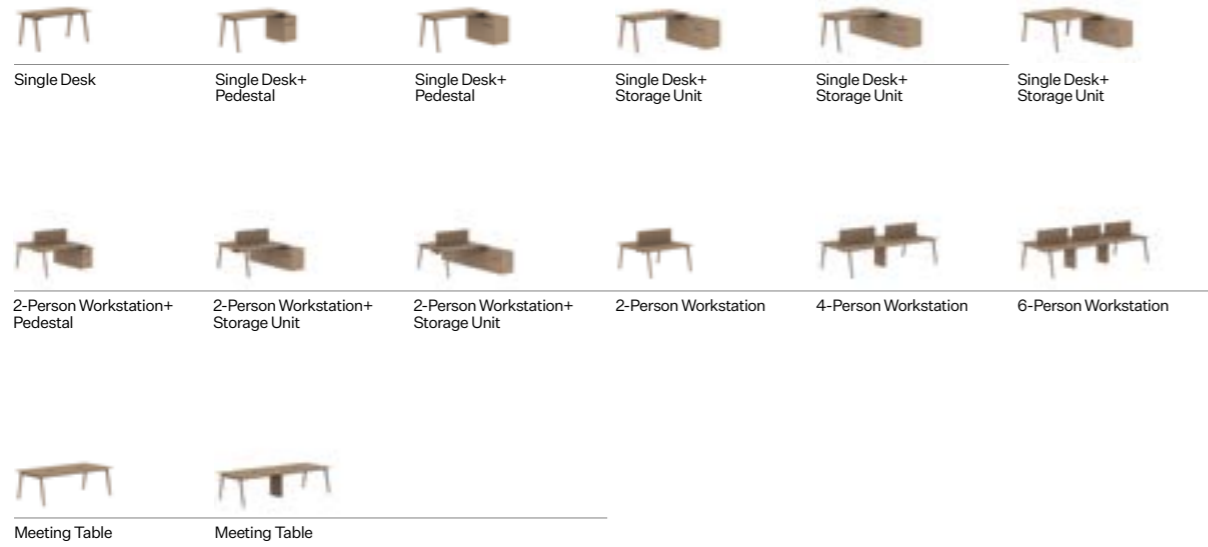 Single Desk
Single Desk+
Pedestal
Single Desk+
Pedestal
Single Desk+
Storage Unit
Single Desk+
Storage Unit
Single Desk+
Storage Unit
2-Person Workstation+
Pedestal
2-Person Workstation+
Storage Unit
2-Person Workstation+
Storage Unit
2-Person Workstation
4-Person Workstation
6-Person Workstation
Meeting Table
Meeting Table